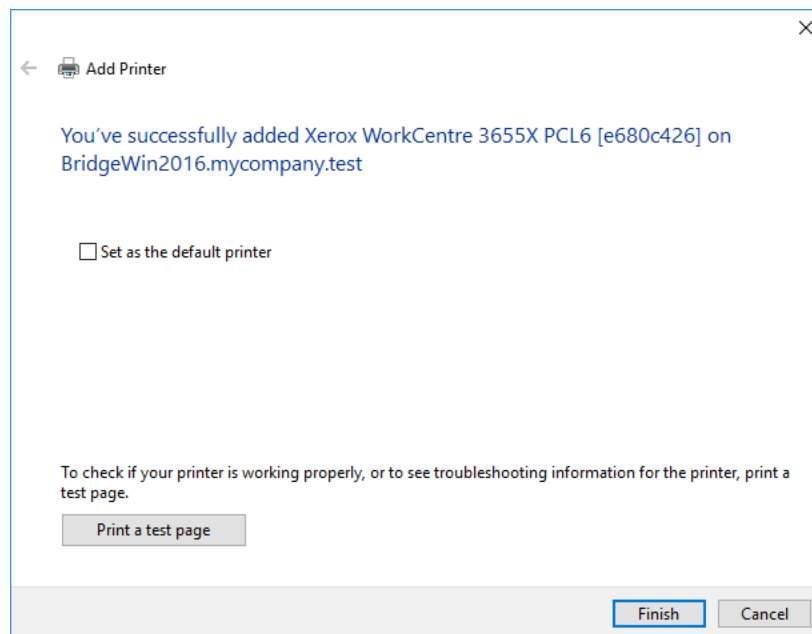 Add Printer
You've successfully added Xerox WorkCentre 3655X PCL6 [e680c426] on
BridgeWin2016.mycompany.test
Set as the default printer
To check if your printer is working properly, or to see troubleshooting information for the printer, print a
test page.
Print a test page
Finish
Cancel